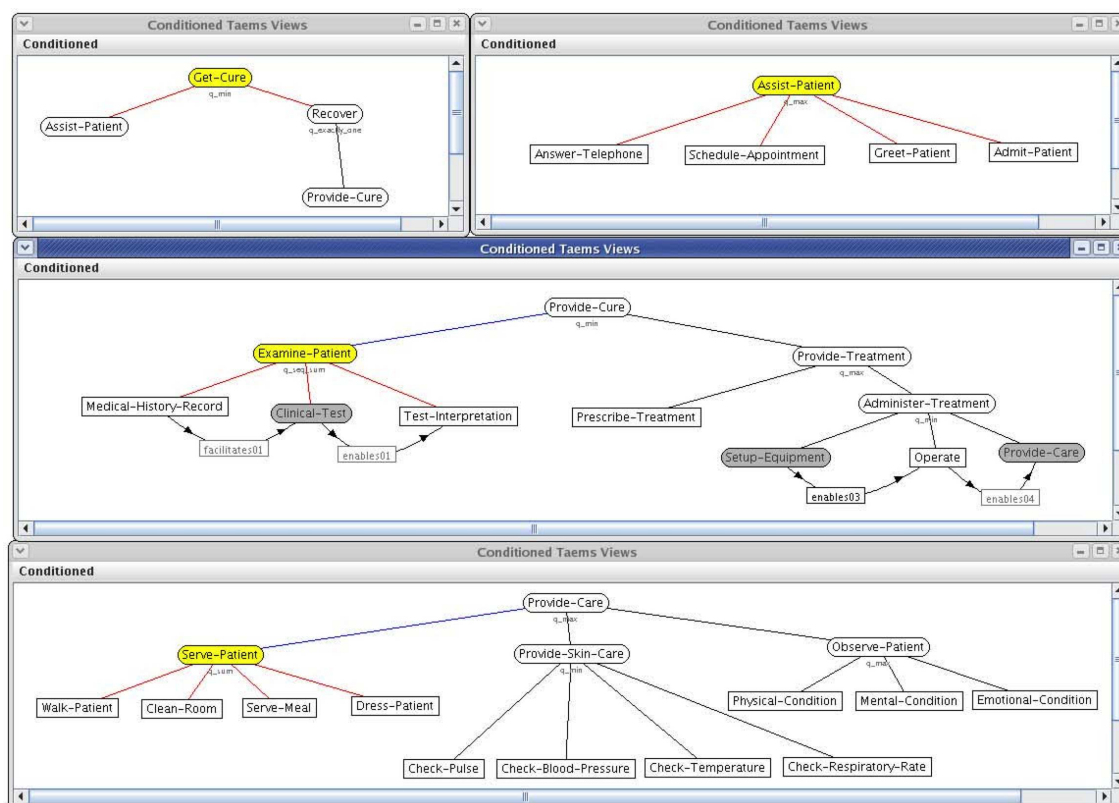 Conditioned Taems Views
Conditioned
Get-Cure
q_min
Assist-Patient
Recover
q_exactly_one
Provide-Cure
Conditioned Taems Views
Conditioned
Assist-Patient
q_max
Answer-Telephone
Schedule-Appointment
Greet-Patient
Admit-Patient
Conditioned Taems Views
Conditioned
Provide-Cure
q_min
Examine-Patient
q_seq_sum
Provide-Treatment
q_max
Medical-History-Record
Clinical-Test
Test-Interpretation
Prescribe-Treatment
Administer-Treatment
q_min
facilitates01
enables01
Setup-Equipment
Operate
Provide-Care
enables03
enables04
Conditioned Taems Views
Conditioned
Provide-Care
q_max
Serve-Patient
q_sum
Provide-Skin-Care
q_min
Observe-Patient
q_max
Walk-Patient
Clean-Room
Serve-Meal
Dress-Patient
Physical-Condition
Mental-Condition
Emotional-Condition
Check-Pulse
Check-Blood-Pressure
Check-Temperature
Check-Respiratory-Rate